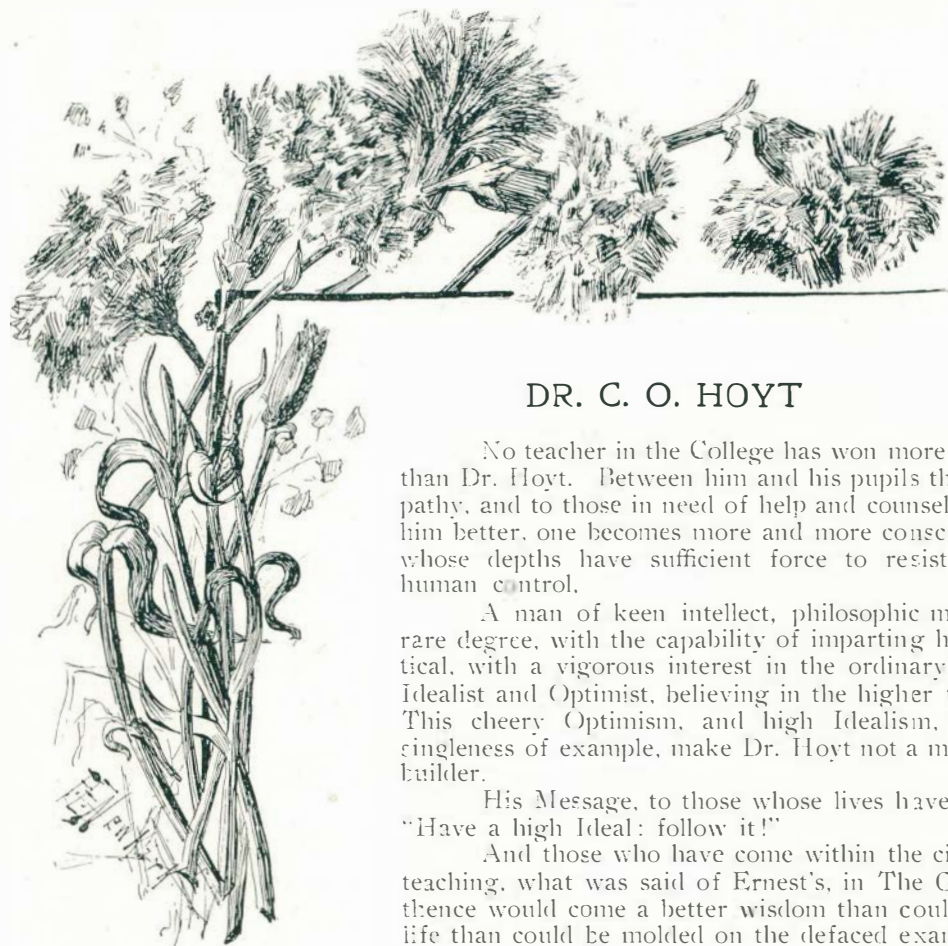 DR. C. O. HOYT
No teacher in the College has won more
than Dr. Hoyt. Between him and his pupils th
pathy, and to those in need of help and counsel
him better, one becomes more and more consc
whose depths have sufficient force to resist
human control.
A man of keen intellect, philosophic m
rare degree, with the capability of imparting h
tical, with a vigorous interest in the ordinary
Idealist and Optimist, believing in the higher
This cheery Optimism, and high Idealism,
singleness of example, make Dr. Hoyt not a m
builder.
His Message, to those whose lives have
"Have a high Ideal: follow it!"
And those who have come within the ci
teaching, what was said of Ernest's, in The C
thence would come a better wisdom than coul
life than could be molded on the defaced exam